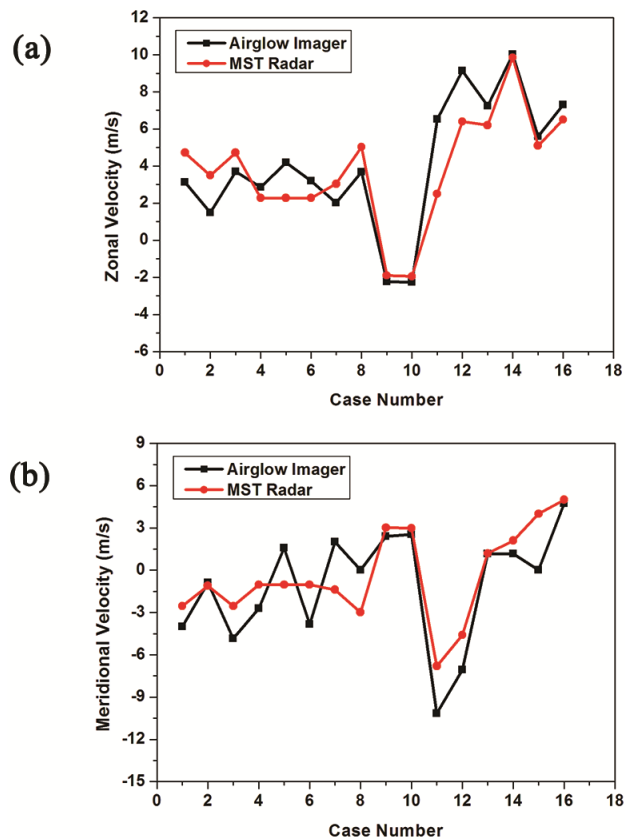 (a)
Airglow Imager
MST Radar
Zonal Velocity (m/s)
12
10
8
6
4
2
0
-2
-4
-6
0 2 4 6 8 10 12 14 16 18
Case Number
(b)
Airglow Imager
MST Radar
Meridional Velocity (m/s)
9
6
3
0
-3
-6
-9
-12
-15
0 2 4 6 8 10 12 14 16 18
Case Number